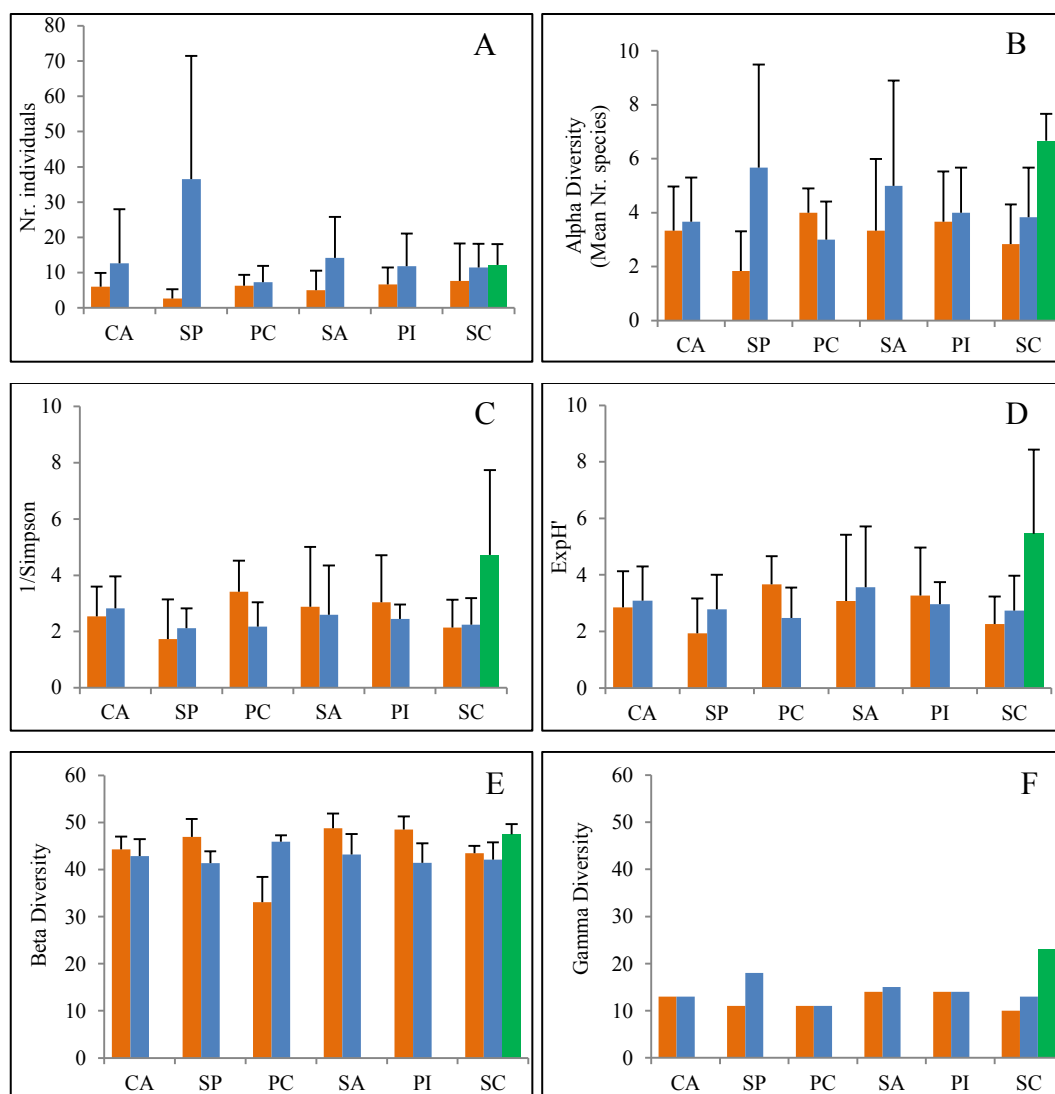 A
Nr. individuals
80
70
60
50
40
30
20
10
0
CA SP PC SA PI SC
B
Alpha Diversity
(Mean Nr. species)
10
8
6
4
2
0
CA SP PC SA PI SC
C
1/Simpson
10
8
6
4
2
0
CA SP PC SA PI SC
D
ExpH'
10
8
6
4
2
0
CA SP PC SA PI SC
E
Beta Diversity
60
50
40
30
20
10
0
CA SP PC SA PI SC
F
Gamma Diversity
60
50
40
30
20
10
0
CA SP PC SA PI SC